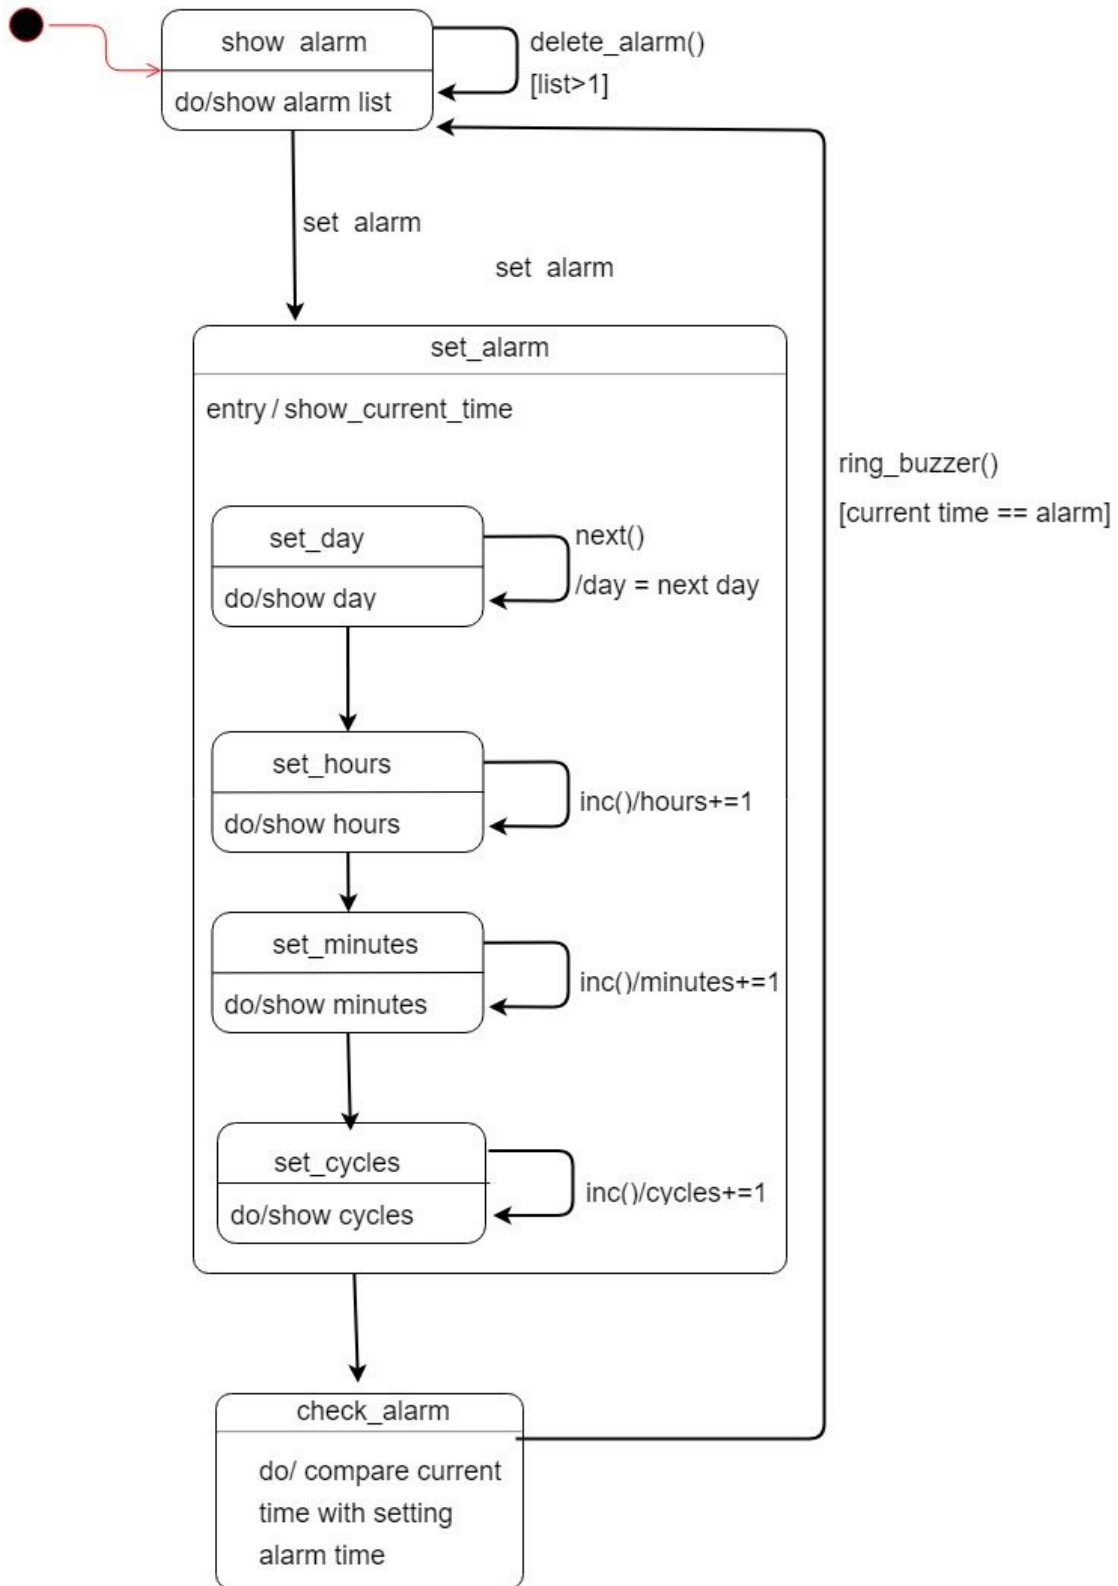 show alarm
do/show alarm list
delete_alarm()
[list>1]
set alarm
set alarm
set_alarm
entry / show_current_time
set_day
do/show day
next()
/day = next day
set_hours
do/show hours
inc()/hours+=1
set_minutes
do/show minutes
inc()/minutes+=1
set_cycles
do/show cycles
inc()/cycles+=1
ring_buzzer()
[current time == alarm]
check_alarm
do/ compare current
time with setting
alarm time